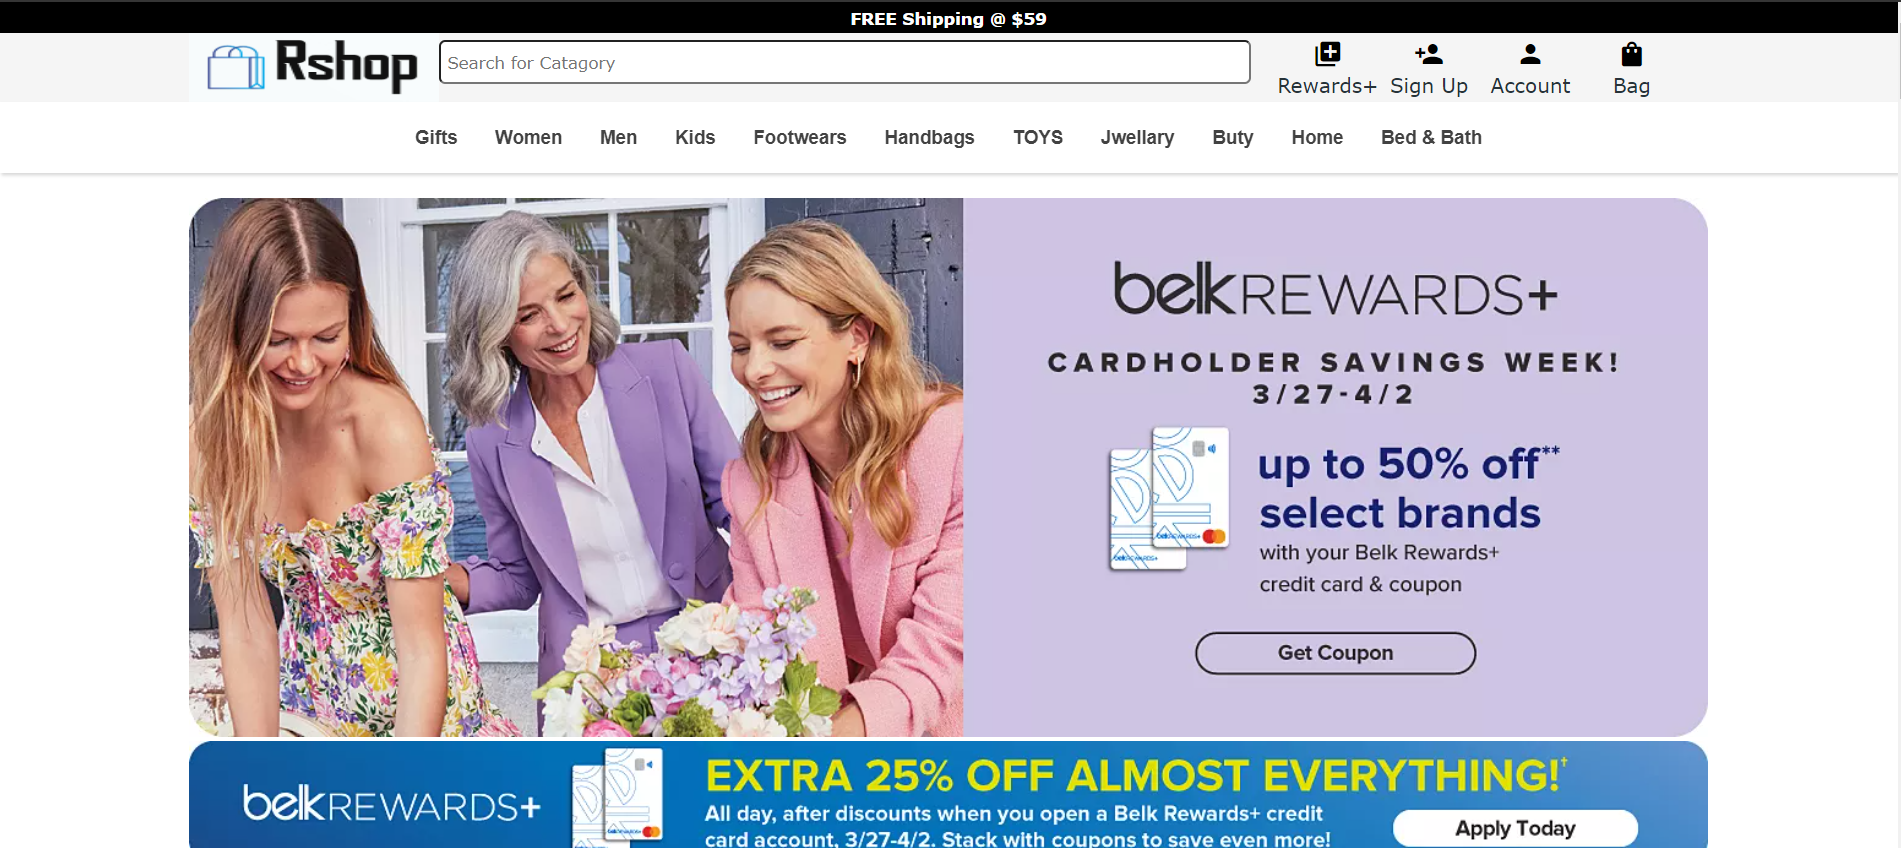 FREE Shipping @ $59
Rshop
Search for Catagory
Rewards+ Sign Up Account Bag
Gifts Women Men Kids Footwears Handbags TOYS Jwellary Buty Home Bed & Bath
belkREWARDS+
CARDHOLDER SAVINGS WEEK!
3/27-4/2
up to 50% off**
select brands
with your Belk Rewards+
credit card & coupon
belkREWARDS+
belkREWARDS+
Get Coupon
belkREWARDS+
belkREWARDS+
EXTRA 25% OFF ALMOST EVERYTHING!†
All day, after discounts when you open a Belk Rewards+ credit
card account, 3/27-4/2. Stack with coupons to save even more!
Apply Today